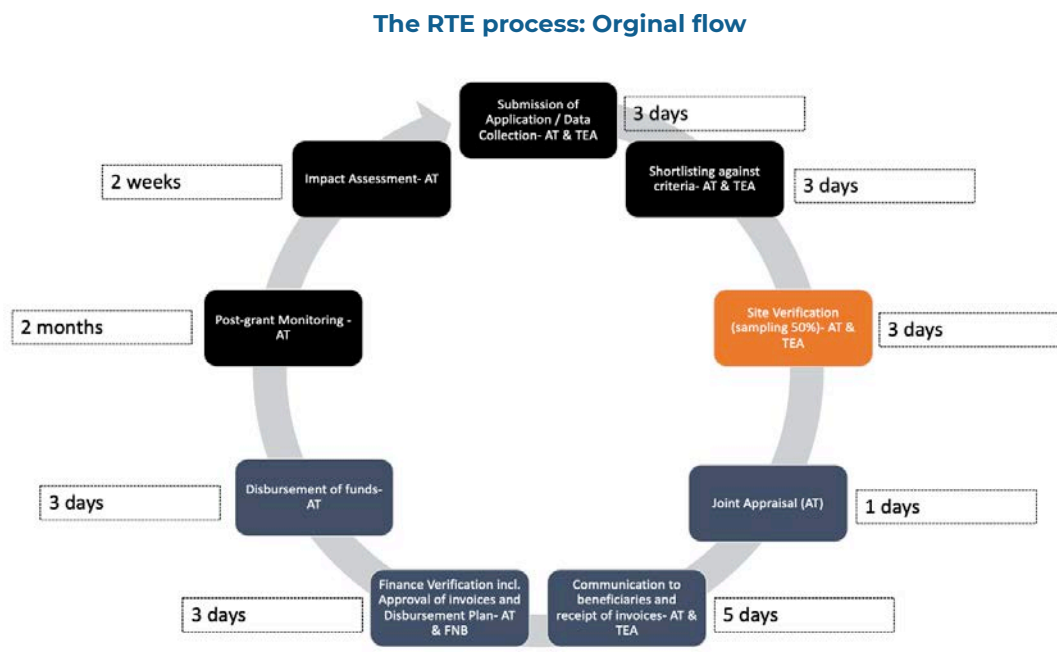 The RTE process: Orginal flow
Submission of
Application / Data
Collection- AT & TEA
3 days
Shortlisting against
criteria- AT & TEA
3 days
Site Verification
(sampling 50%)- AT &
TEA
3 days
Joint Appraisal (AT)
1 days
Communication to
beneficiaries and
receipt of invoices- AT &
TEA
5 days
Finance Verification incl.
Approval of invoices and
Disbursement Plan- AT
& FNB
3 days
Disbursement of funds-
AT
3 days
Post-grant Monitoring -
AT
2 months
Impact Assessment- AT
2 weeks